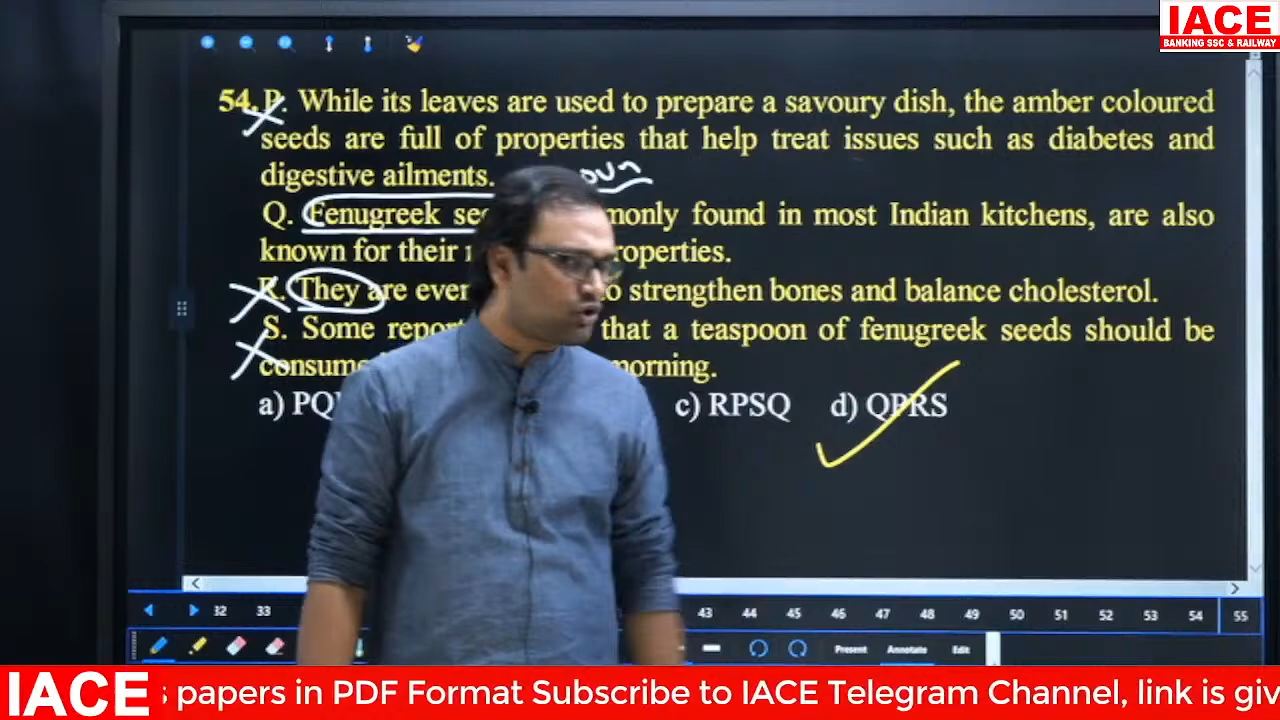 IACE
BANKING SSC & RAILWAY
54. P. While its leaves are used to prepare a savoury dish, the amber coloured
seeds are full of properties that help treat issues such as diabetes and
digestive ailments.
Q. Fenugreek monly found in most Indian kitchens, are also
known for their roperties.
R. They are even to strengthen bones and balance cholesterol.
S. Some that a teaspoon of fenugreek seeds should be
morning.
a) c) RPSQ d) QPRS
32 33 43 44 45 46 47 48 49 50 51 52 53 54 55
Present Annotate Edit
IACE papers in PDF Format Subscribe to IACE Telegram Channel, link is giv